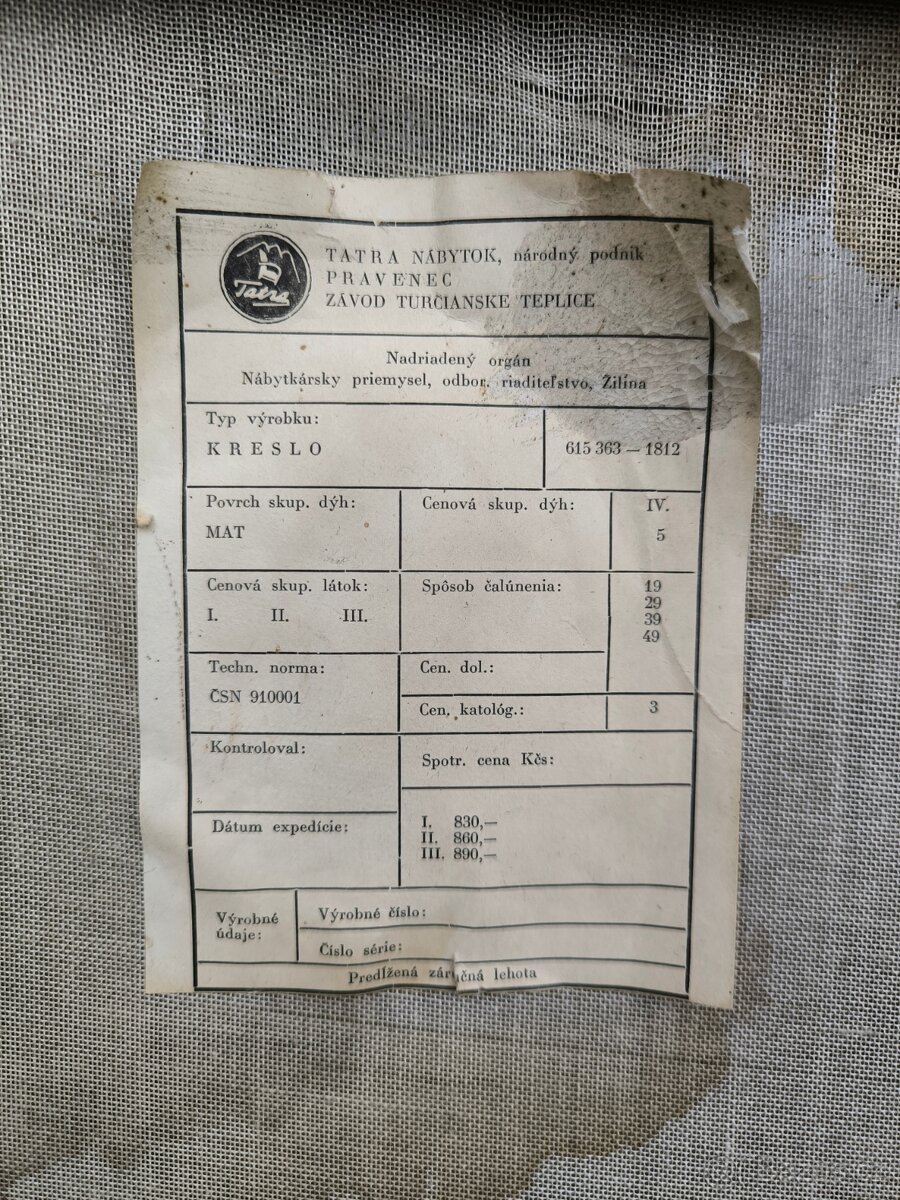 Tatra
TATRA NÁBYTOK, národný podnik
PRAVENEC
ZÁVOD TURČIANSKE TEPLICE
Nadriadený orgán
Nábytkársky priemysel, odbor. riaditeľstvo, Žilina
Typ výrobku:
KRESLO
615 363 — 1812
Povrch skup. dýh:
MAT
Cenová skup. dýh:
IV.
5
Cenová skup. látok:
I. II. III.
Spôsob čalúnenia:
19
29
39
49
Techn. norma:
ČSN 910001
Cen. dol.:
Cen. katológ.:
3
Kontroloval:
Spotr. cena Kčs:
Dátum expedície:
I. 830,—
II. 860,—
III. 890,—
Výrobné
údaje:
Výrobné číslo:
Číslo série:
Predĺžená záručná lehota